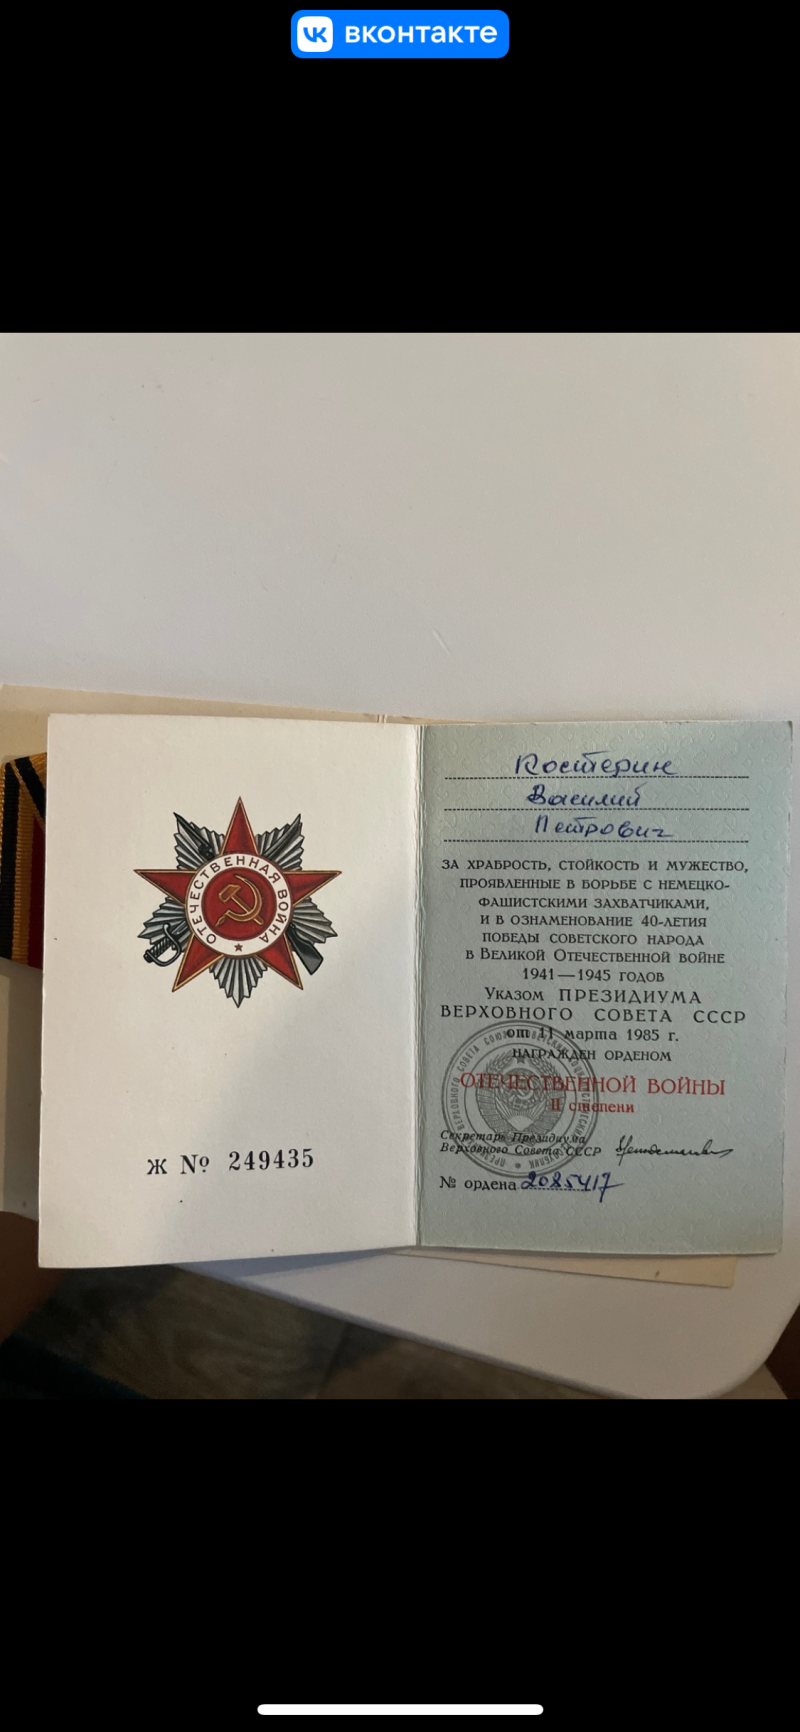 вконтакте
ОТЕЧЕСТВЕННАЯ ВОЙНА
Ж № 249435
Костерин
Василий
Петрович
ЗА ХРАБРОСТЬ, СТОЙКОСТЬ И МУЖЕСТВО,
ПРОЯВЛЕННЫЕ В БОРЬБЕ С НЕМЕЦКО-
ФАШИСТСКИМИ ЗАХВАТЧИКАМИ,
И В ОЗНАМЕНОВАНИЕ 40-ЛЕТИЯ
ПОБЕДЫ СОВЕТСКОГО НАРОДА
В ВЕЛИКОЙ ОТЕЧЕСТВЕННОЙ ВОЙНЕ
1941—1945 ГОДОВ
УКАЗОМ ПРЕЗИДИУМА
ВЕРХОВНОГО СОВЕТА СССР
от 11 марта 1985 г.
НАГРАЖДЕН ОРДЕНОМ
ОТЕЧЕСТВЕННОЙ ВОЙНЫ
II степени
Секретарь Президиума
Верховного Совета СССР
№ ордена 2085417